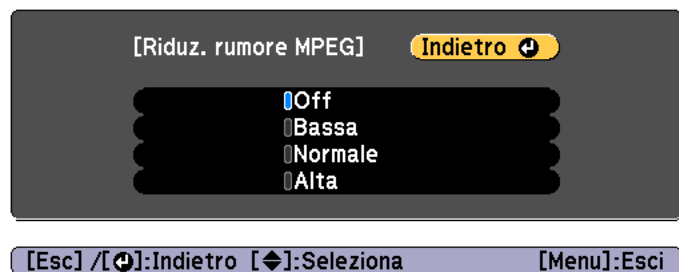 [Riduz. rumore MPEG] Indietro
Off
Bassa
Normale
Alta
[Esc] /[⏎]:Indietro [◆]:Seleziona [Menu]:Esci